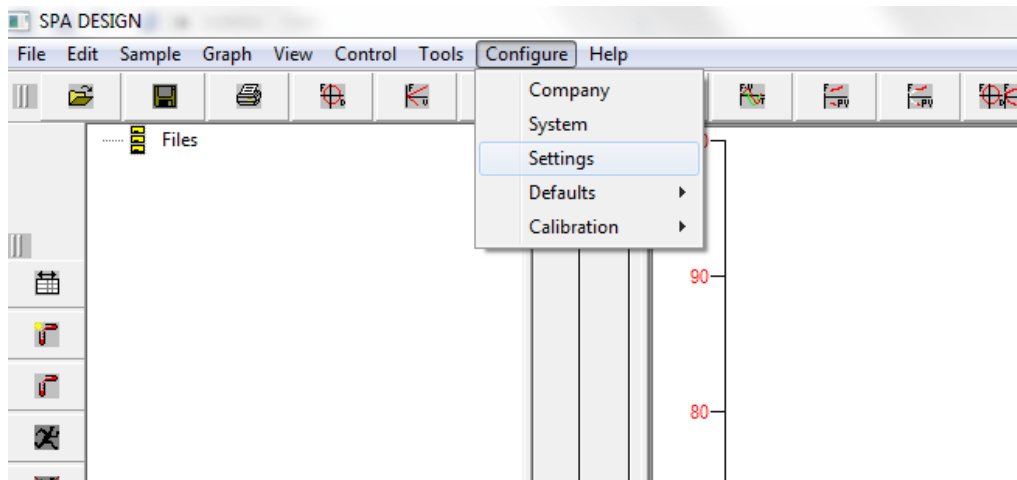 SPA DESIGN
File Edit Sample Graph View Control Tools Configure Help
Company
System
Settings
Defaults
Calibration
Files
90
80